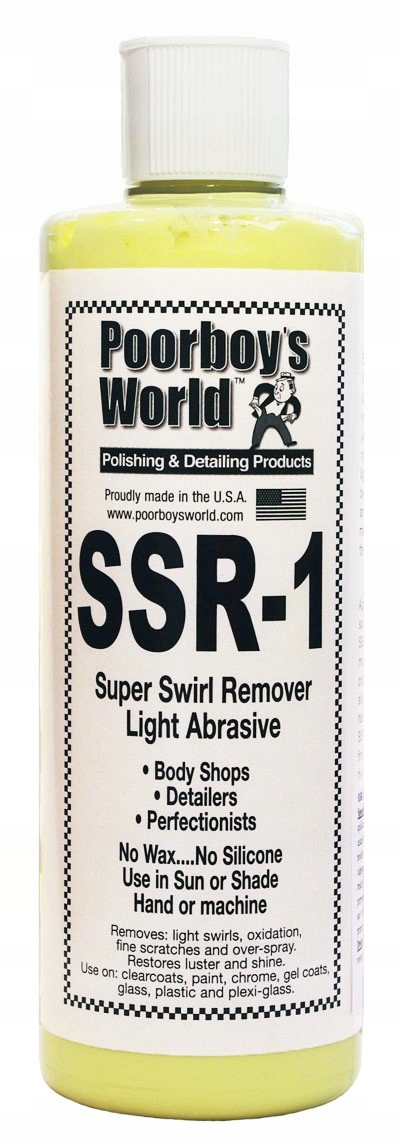 Poorboy's
World™
Polishing & Detailing Products
Proudly made in the U.S.A.
www.poorboysworld.com
SSR-1
Super Swirl Remover
Light Abrasive
• Body Shops
• Detailers
• Perfectionists
No Wax....No Silicone
Use in Sun or Shade
Hand or machine
Removes: light swirls, oxidation,
fine scratches and over-spray.
Restores luster and shine.
Use on: clearcoats, paint, chrome, gel coats,
glass, plastic and plexi-glass.